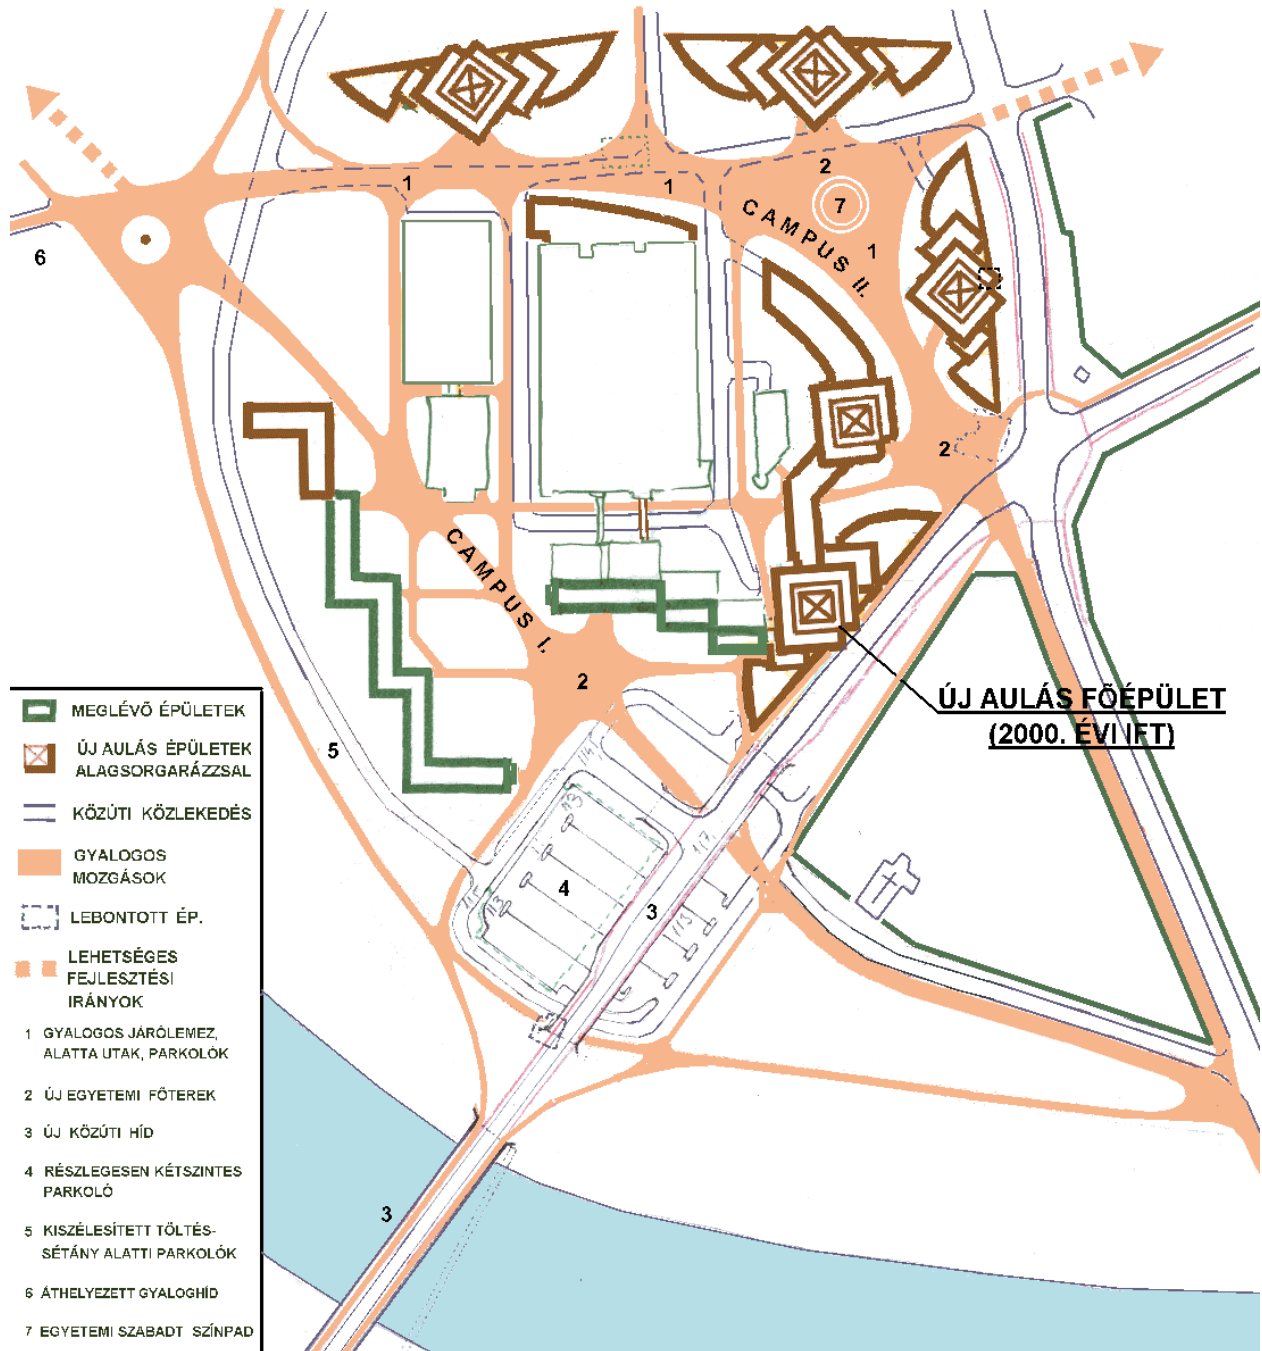 1
1
2
7
1
CAMPUS II.
6
2
CAMPUS I.
2
ÚJ AULÁS FŐÉPÜLET
(2000. ÉVI IFT)
5
4
3
3
113
113
113
MEGLÉVŐ ÉPÜLETEK
ÚJ AULÁS ÉPÜLETEK
ALAGSORGARÁZZSAL
KÖZÚTI KÖZLEKEDÉS
GYALOGOS
MOZGÁSOK
LEBONTOTT ÉP.
LEHETSÉGES
FEJLESZTÉSI
IRÁNYOK
1 GYALOGOS JÁRÓLEMEZ,
ALATTA UTAK, PARKOLÓK
2 ÚJ EGYETEMI FŐTEREK
3 ÚJ KÖZÚTI HÍD
4 RÉSZLEGESEN KÉTSZINTES
PARKOLÓ
5 KISZÉLESÍTETT TÖLTÉS-
SÉTÁNY ALATTI PARKOLÓK
6 ÁTHELYEZETT GYALOGHÍD
7 EGYETEMI SZABADT SZÍNPAD